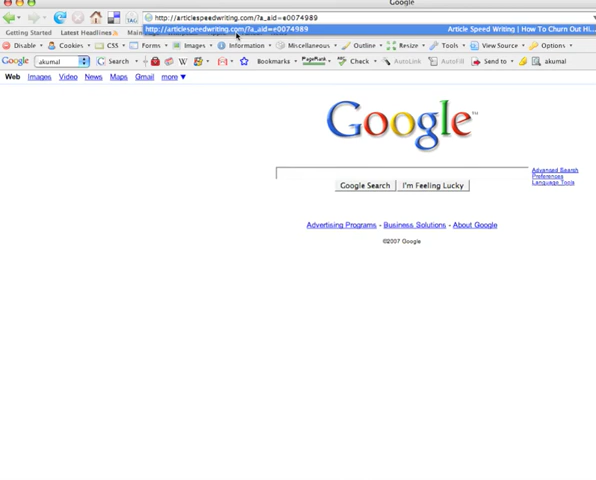 Google
http://articlespeedwriting.com/?a_aid=e0074989
http://articlespeedwriting.com/?a_aid=e0074989 Article Speed Writing | How To Churn Out Hi...
Getting Started Latest Headlines Main
Disable Cookies CSS Forms Images Information Miscellaneous Outline Resize Tools View Source Options
Google akumal Search PageRank Bookmarks Check AutoLink AutoFill Send to akumal
Web Images Video News Maps Gmail more ▼
Google™
Advanced Search
Preferences
Language Tools
Google Search I'm Feeling Lucky
Advertising Programs - Business Solutions - About Google
©2007 Google